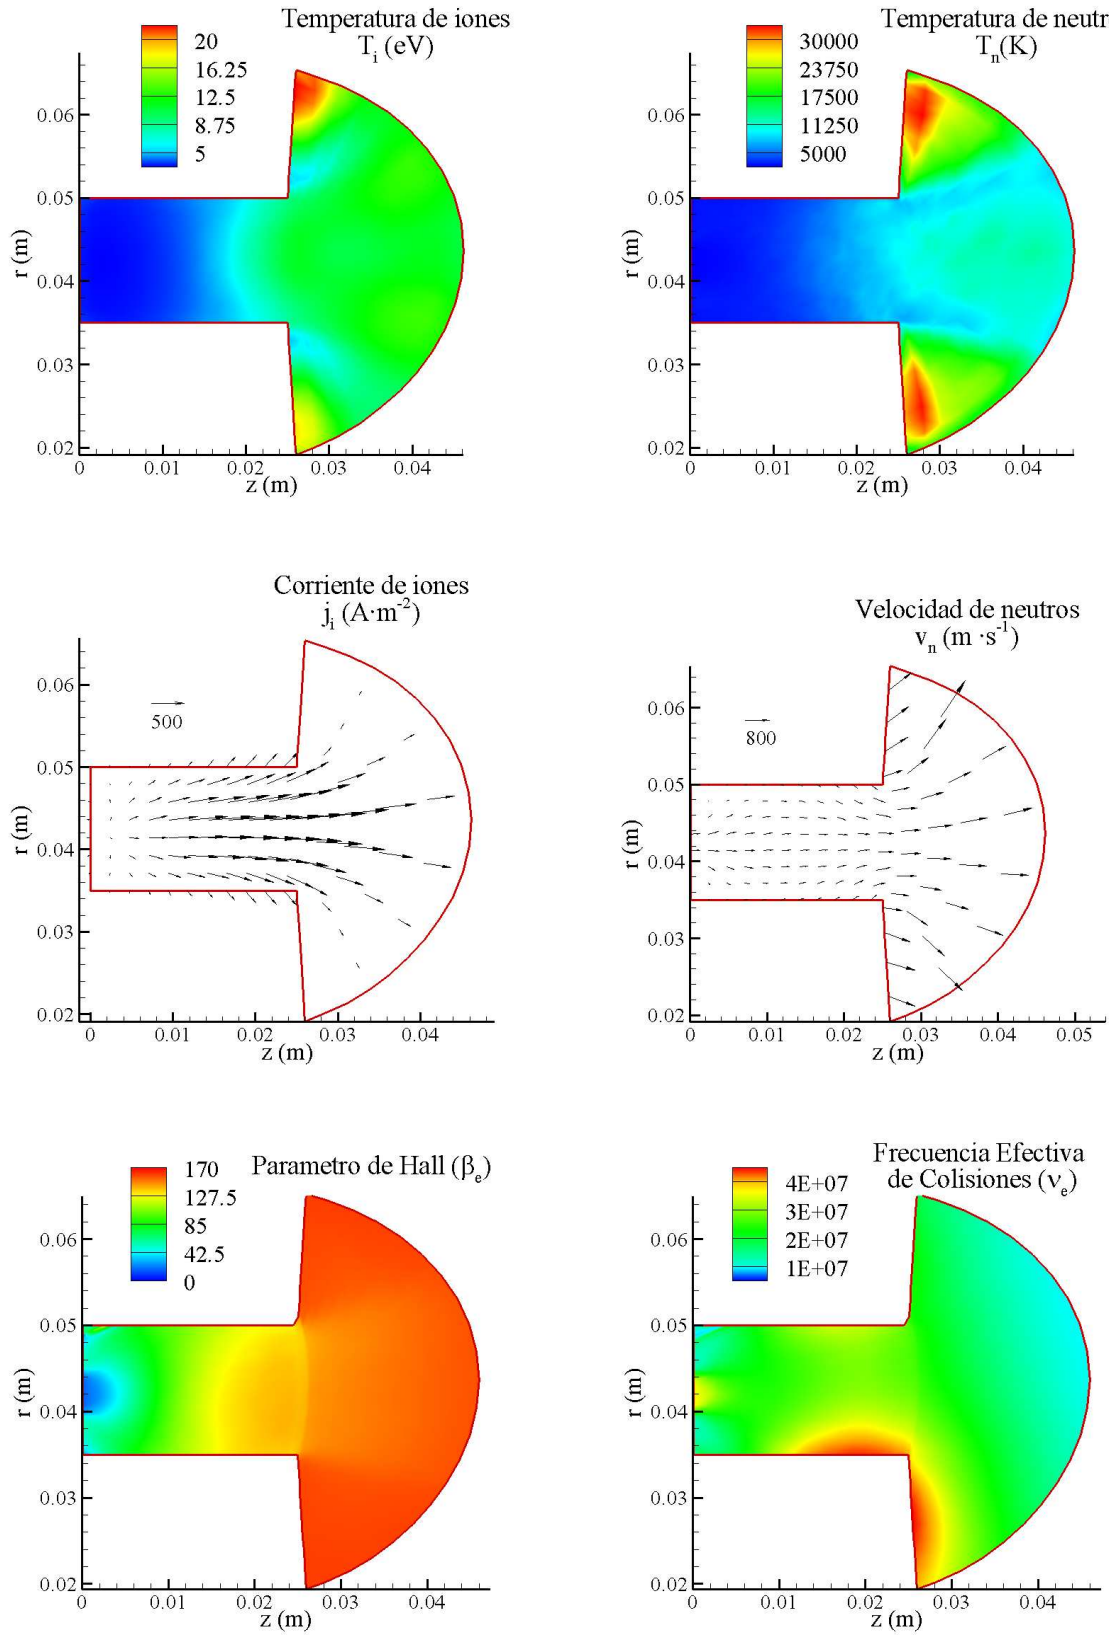 Temperatura de iones
T_i (eV)
20
16.25
12.5
8.75
5
0.06
0.05
0.04
0.03
0.02
r (m)
0 0.01 0.02 0.03 0.04
z (m)
Temperatura de neutr
T_n(K)
30000
23750
17500
11250
5000
0.06
0.05
0.04
0.03
0.02
r (m)
0 0.01 0.02 0.03 0.04
z (m)
Corriente de iones
j_i (A·m^-2)
500
0.06
0.05
0.04
0.03
0.02
r (m)
0 0.01 0.02 0.03 0.04
z (m)
Velocidad de neutros
v_n (m ·s^-1)
800
0.06
0.05
0.04
0.03
0.02
r (m)
0 0.01 0.02 0.03 0.04 0.05
z (m)
Parametro de Hall (β_e)
170
127.5
85
42.5
0
0.06
0.05
0.04
0.03
0.02
r (m)
0 0.01 0.02 0.03 0.04
z (m)
Frecuencia Efectiva
de Colisiones (ν_e)
4E+07
3E+07
2E+07
1E+07
0.06
0.05
0.04
0.03
0.02
r (m)
0 0.01 0.02 0.03 0.04
z (m)